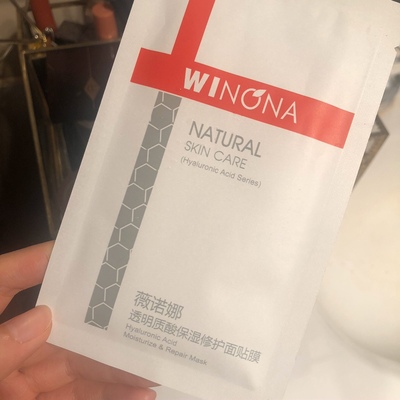 WINONA
NATURAL
SKIN CARE
(Hyaluronic Acid Series)
薇诺娜
透明质酸保湿修护面贴膜
Hyaluronic Acid
Moisturize & Repair Mask